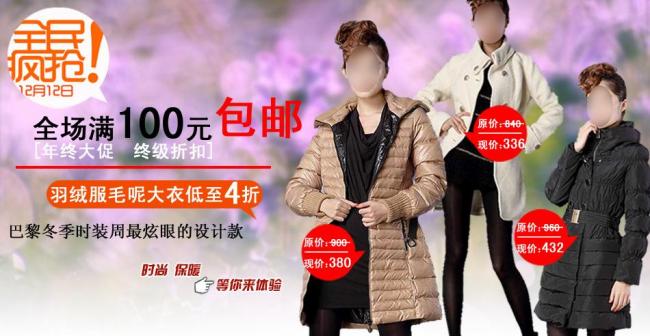 全民
疯抢!
12月12日
全场满100元包邮
[年终大促 终级折扣]
羽绒服毛呢大衣低至4折
巴黎冬季时装周最炫眼的设计款
时尚 保暖
等你来体验
原价:840
现价:336
原价:900
现价:380
原价:960
现价:432